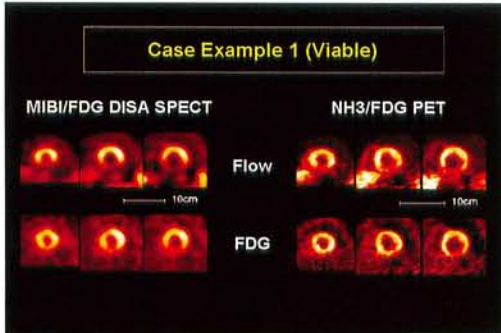 Case Example 1 (Viable)
MIBI/FDG DISA SPECT
NH3/FDG PET
Flow
10cm
10cm
FDG